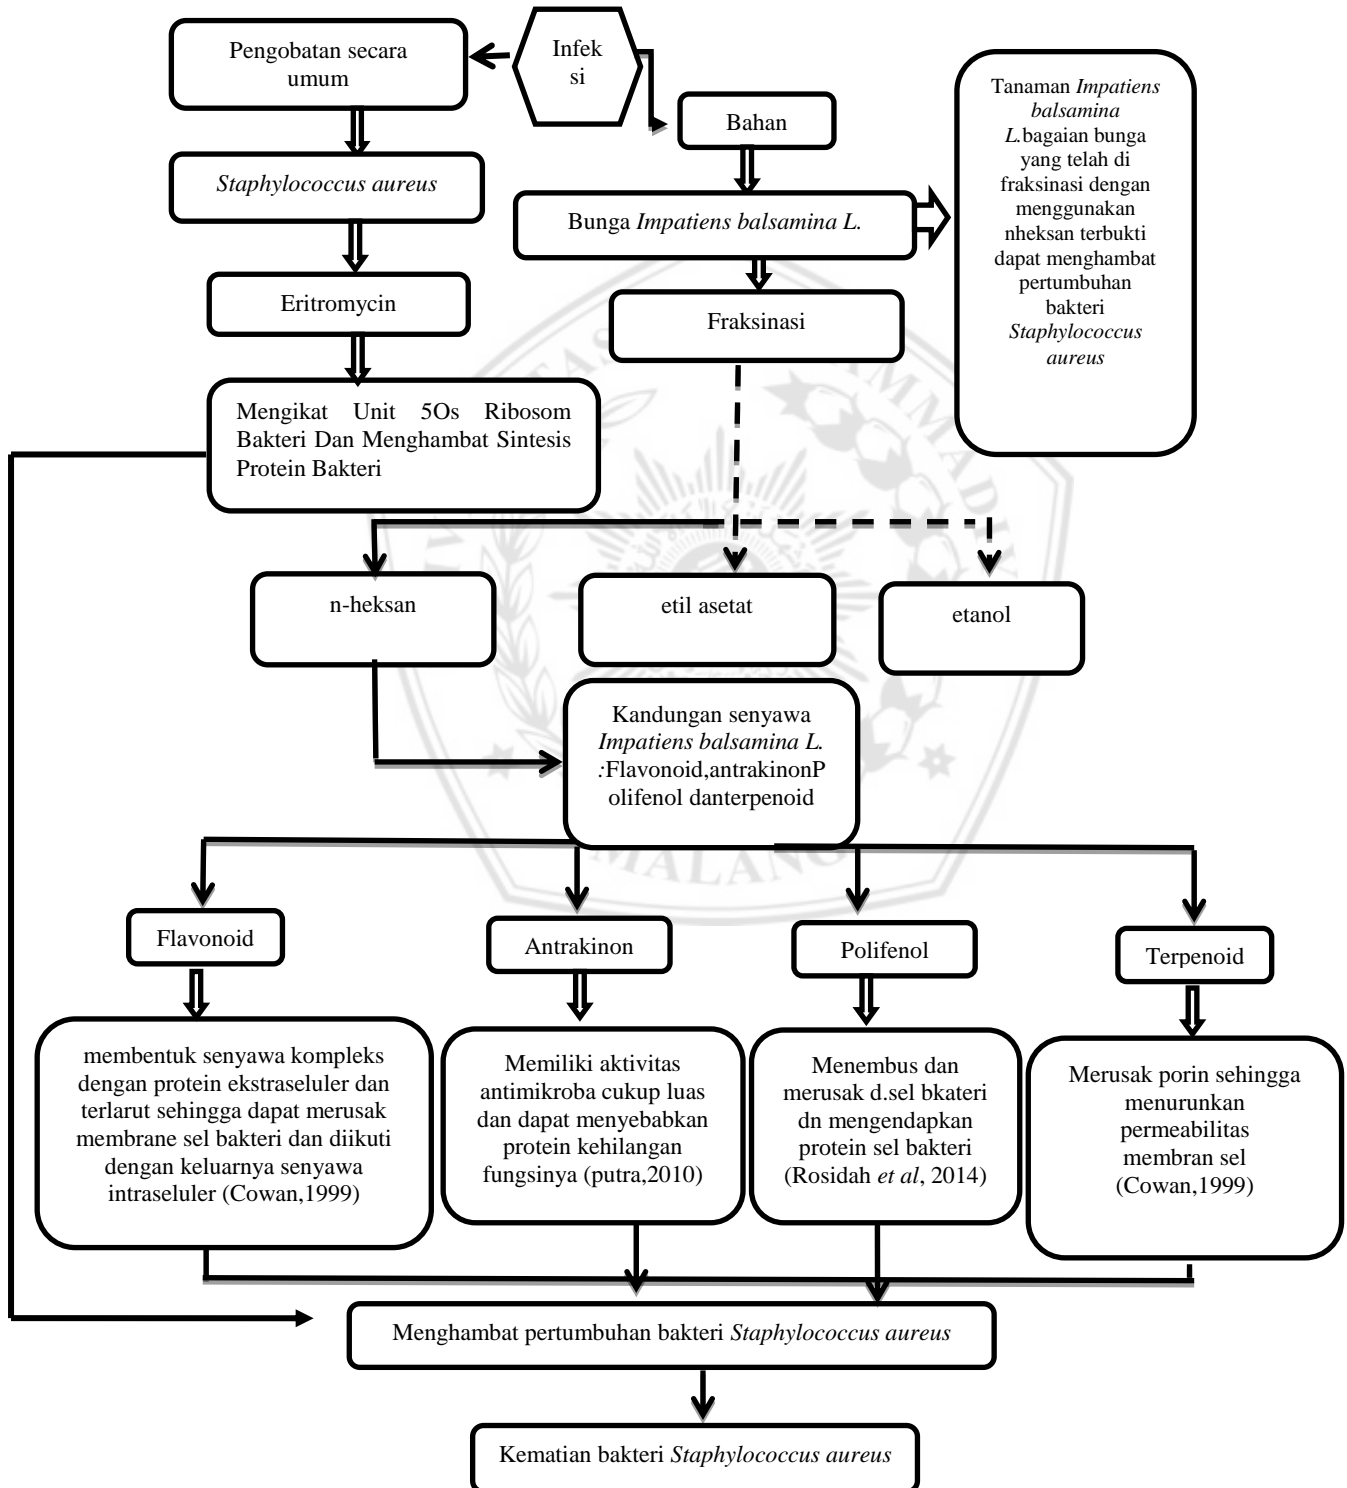 Infek
si
Pengobatan secara
umum
Bahan
Tanaman Impatiens
balsamina
L.bagaian bunga
yang telah di
fraksinasi dengan
menggunakan
nheksan terbukti
dapat menghambat
pertumbuhan
bakteri
Staphylococcus
aureus
Staphylococcus aureus
Bunga Impatiens balsamina L.
Eritromycin
Fraksinasi
Mengikat Unit 5Os Ribosom
Bakteri Dan Menghambat Sintesis
Protein Bakteri
n-heksan
etil asetat
etanol
Kandungan senyawa
Impatiens balsamina L.
:Flavonoid,antrakinonP
olifenol danterpenoid
MALANG
Flavonoid
Antrakinon
Polifenol
Terpenoid
membentuk senyawa kompleks
dengan protein ekstraseluler dan
terlarut sehingga dapat merusak
membrane sel bakteri dan diikuti
dengan keluarnya senyawa
intraseluler (Cowan,1999)
Memiliki aktivitas
antimikroba cukup luas
dan dapat menyebabkan
protein kehilangan
fungsinya (putra,2010)
Menembus dan
merusak d.sel bkateri
dn mengendapkan
protein sel bakteri
(Rosidah et al, 2014)
Merusak porin sehingga
menurunkan
permeabilitas
membran sel
(Cowan,1999)
Menghambat pertumbuhan bakteri Staphylococcus aureus
Kematian bakteri Staphylococcus aureus